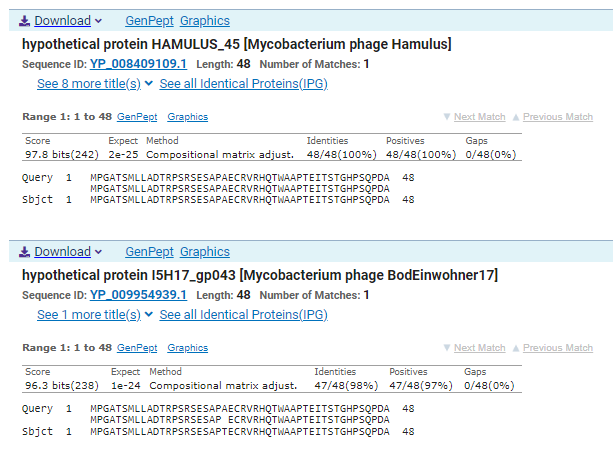 Download GenPept Graphics
hypothetical protein HAMULUS_45 [Mycobacterium phage Hamulus]
Sequence ID: YP_008409109.1 Length: 48 Number of Matches: 1
See 8 more title(s) See all Identical Proteins(IPG)
Range 1: 1 to 48 GenPept Graphics Next Match Previous Match
Score Expect Method Identities Positives Gaps
97.8 bits(242) 2e-25 Compositional matrix adjust. 48/48(100%) 48/48(100%) 0/48(0%)
Query 1 MPGATSMLLADTRPSRSESAPAECRVRHQTWAAPTEITSTGHPSQPDA 48
MPGATSMLLADTRPSRSESAPAECRVRHQTWAAPTEITSTGHPSQPDA
Sbjct 1 MPGATSMLLADTRPSRSESAPAECRVRHQTWAAPTEITSTGHPSQPDA 48
Download GenPept Graphics
hypothetical protein I5H17_gp043 [Mycobacterium phage BodEinwohner17]
Sequence ID: YP_009954939.1 Length: 48 Number of Matches: 1
See 1 more title(s) See all Identical Proteins(IPG)
Range 1: 1 to 48 GenPept Graphics Next Match Previous Match
Score Expect Method Identities Positives Gaps
96.3 bits(238) 1e-24 Compositional matrix adjust. 47/48(98%) 47/48(97%) 0/48(0%)
Query 1 MPGATSMLLADTRPSRSESAPAECRVRHQTWAAPTEITSTGHPSQPDA 48
MPGATSMLLADTRPSRSESAP ECRVRHQTWAAPTEITSTGHPSQPDA
Sbjct 1 MPGATSMLLADTRPSRSESAPTECRVRHQTWAAPTEITSTGHPSQPDA 48